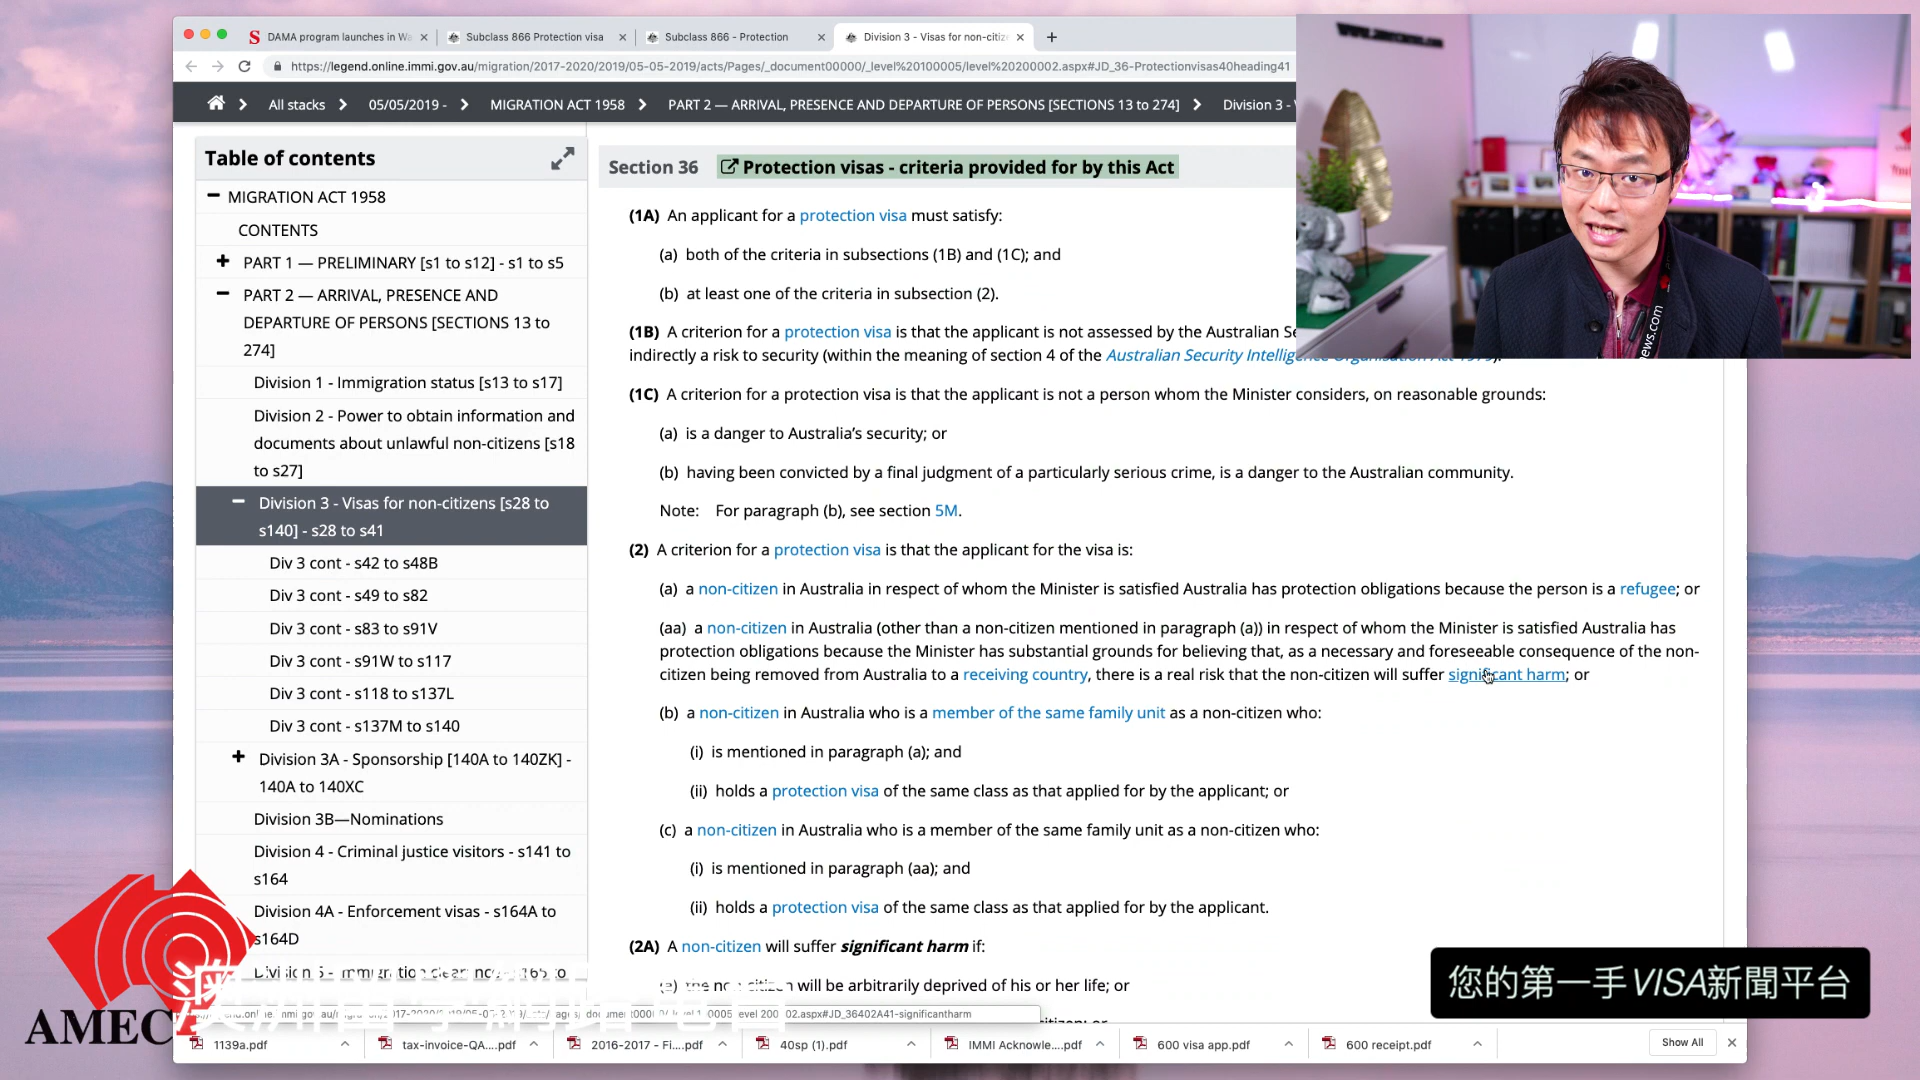 DAMA program launches in Wa
Subclass 866 Protection visa
Subclass 866 - Protection
Division 3 - Visas for non-citize
https://legend.online.immi.gov.au/migration/2017-2020/2019/05-05-2019/acts/Pages/_document00000/_level%20100005/level%20200002.aspx#JD_36-Protectionvisas40heading41
All stacks
05/05/2019 -
MIGRATION ACT 1958
PART 2 — ARRIVAL, PRESENCE AND DEPARTURE OF PERSONS [SECTIONS 13 to 274]
Division 3 -
Table of contents
MIGRATION ACT 1958
CONTENTS
PART 1 — PRELIMINARY [s1 to s12] - s1 to s5
PART 2 — ARRIVAL, PRESENCE AND
DEPARTURE OF PERSONS [SECTIONS 13 to
274]
Division 1 - Immigration status [s13 to s17]
Division 2 - Power to obtain information and
documents about unlawful non-citizens [s18
to s27]
Division 3 - Visas for non-citizens [s28 to
s140] - s28 to s41
Div 3 cont - s42 to s48B
Div 3 cont - s49 to s82
Div 3 cont - s83 to s91V
Div 3 cont - s91W to s117
Div 3 cont - s118 to s137L
Div 3 cont - s137M to s140
Division 3A - Sponsorship [140A to 140ZK] -
140A to 140XC
Division 3B—Nominations
Division 4 - Criminal justice visitors - s141 to
s164
Division 4A - Enforcement visas - s164A to
s164D
Section 36 Protection visas - criteria provided for by this Act
(1A) An applicant for a protection visa must satisfy:
(a) both of the criteria in subsections (1B) and (1C); and
(b) at least one of the criteria in subsection (2).
(1B) A criterion for a protection visa is that the applicant is not assessed by the Australian Se
indirectly a risk to security (within the meaning of section 4 of the Australian Security Intelligence Organisation Act 1979).
(1C) A criterion for a protection visa is that the applicant is not a person whom the Minister considers, on reasonable grounds:
(a) is a danger to Australia's security; or
(b) having been convicted by a final judgment of a particularly serious crime, is a danger to the Australian community.
Note: For paragraph (b), see section 5M.
(2) A criterion for a protection visa is that the applicant for the visa is:
(a) a non-citizen in Australia in respect of whom the Minister is satisfied Australia has protection obligations because the person is a refugee; or
(aa) a non-citizen in Australia (other than a non-citizen mentioned in paragraph (a)) in respect of whom the Minister is satisfied Australia has
protection obligations because the Minister has substantial grounds for believing that, as a necessary and foreseeable consequence of the non-
citizen being removed from Australia to a receiving country, there is a real risk that the non-citizen will suffer significant harm; or
(b) a non-citizen in Australia who is a member of the same family unit as a non-citizen who:
(i) is mentioned in paragraph (a); and
(ii) holds a protection visa of the same class as that applied for by the applicant; or
(c) a non-citizen in Australia who is a member of the same family unit as a non-citizen who:
(i) is mentioned in paragraph (aa); and
(ii) holds a protection visa of the same class as that applied for by the applicant.
(2A) A non-citizen will suffer significant harm if:
(a) the non-citizen will be arbitrarily deprived of his or her life; or
news.com
AMEC
您的第一手VISA新聞平台
1139a.pdf
tax-invoice-QA....pdf
2016-2017 - Fi....pdf
40sp (1).pdf
IMMI Acknowle....pdf
600 visa app.pdf
600 receipt.pdf
Show All